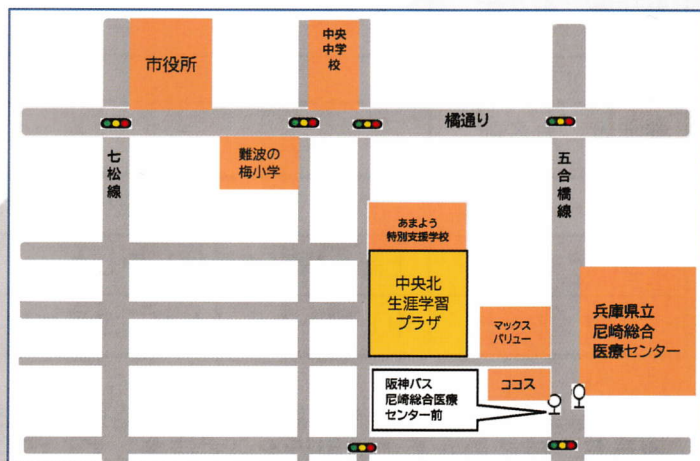 市役所
中央
中学
校
橘通り
七松線
難波の
梅小学
五合橋線
あまよう
特別支援学校
中央北
生涯学習
プラザ
マックス
バリュー
兵庫県立
尼崎総合
医療センター
ココス
阪神バス
尼崎総合医療
センター前